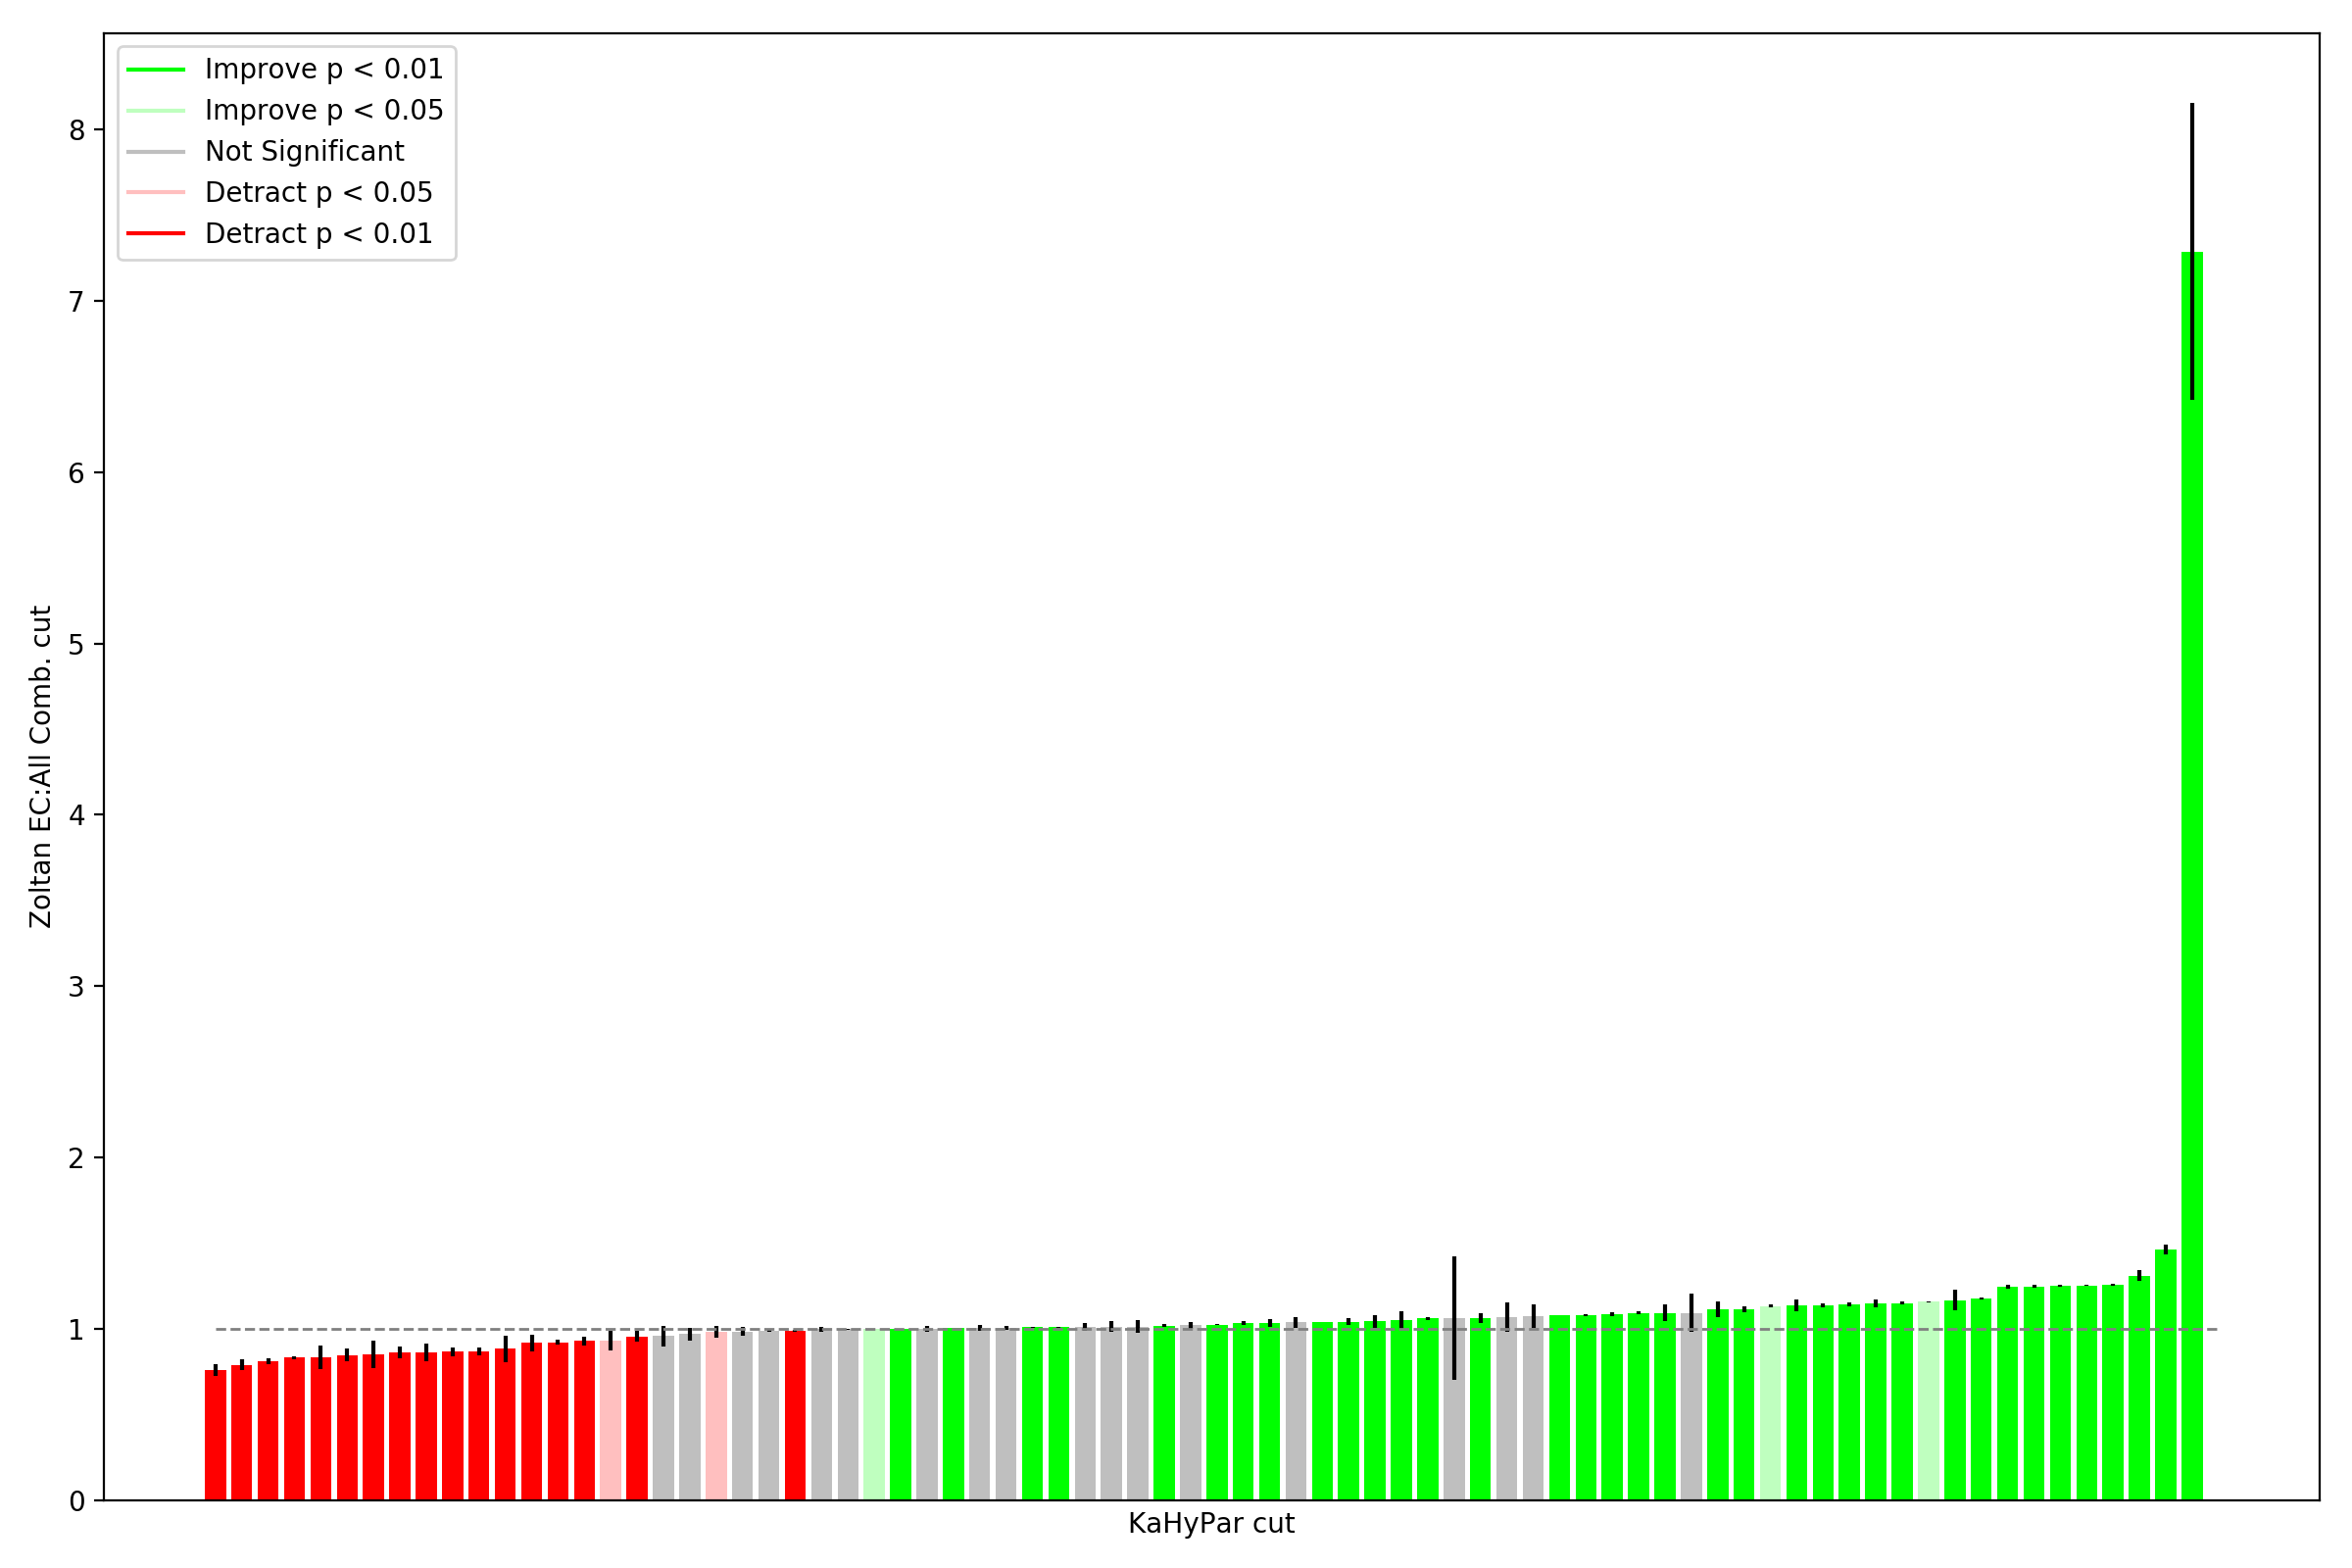 Improve p < 0.01
Improve p < 0.05
Not Significant
Detract p < 0.05
Detract p < 0.01
8
7
6
5
4
3
2
1
0
Zoltan EC:All Comb. cut
KaHyPar cut